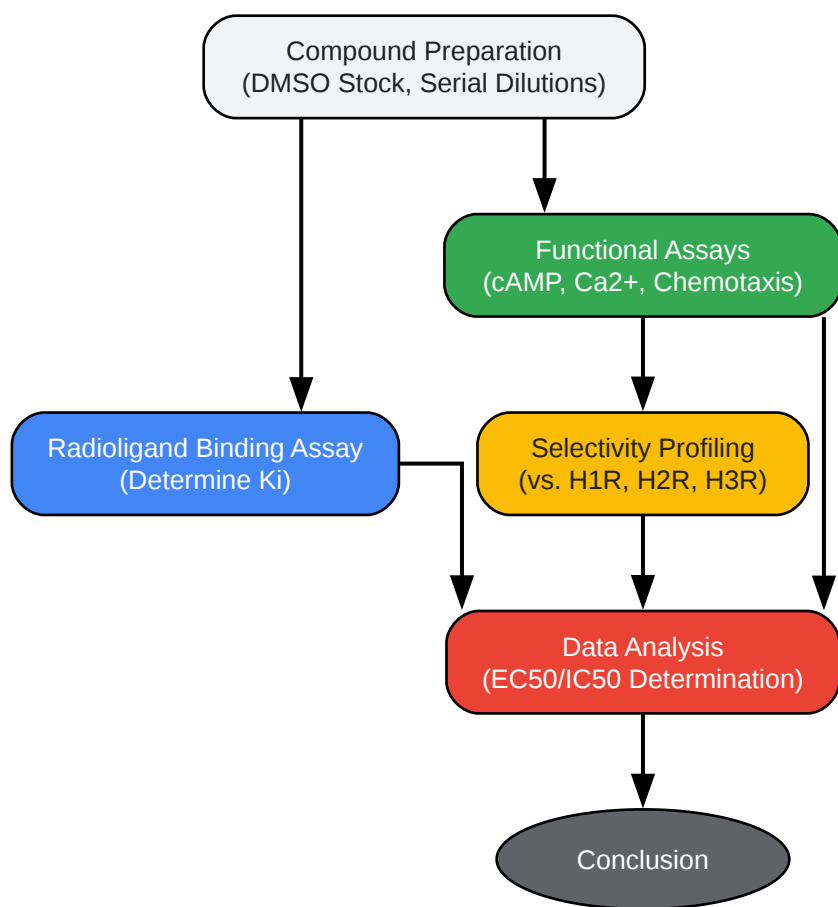 Compound Preparation
(DMSO Stock, Serial Dilutions)
Functional Assays
(cAMP, Ca2+, Chemotaxis)
Radioligand Binding Assay
(Determine Ki)
Selectivity Profiling
(vs. H1R, H2R, H3R)
Data Analysis
(EC50/IC50 Determination)
Conclusion